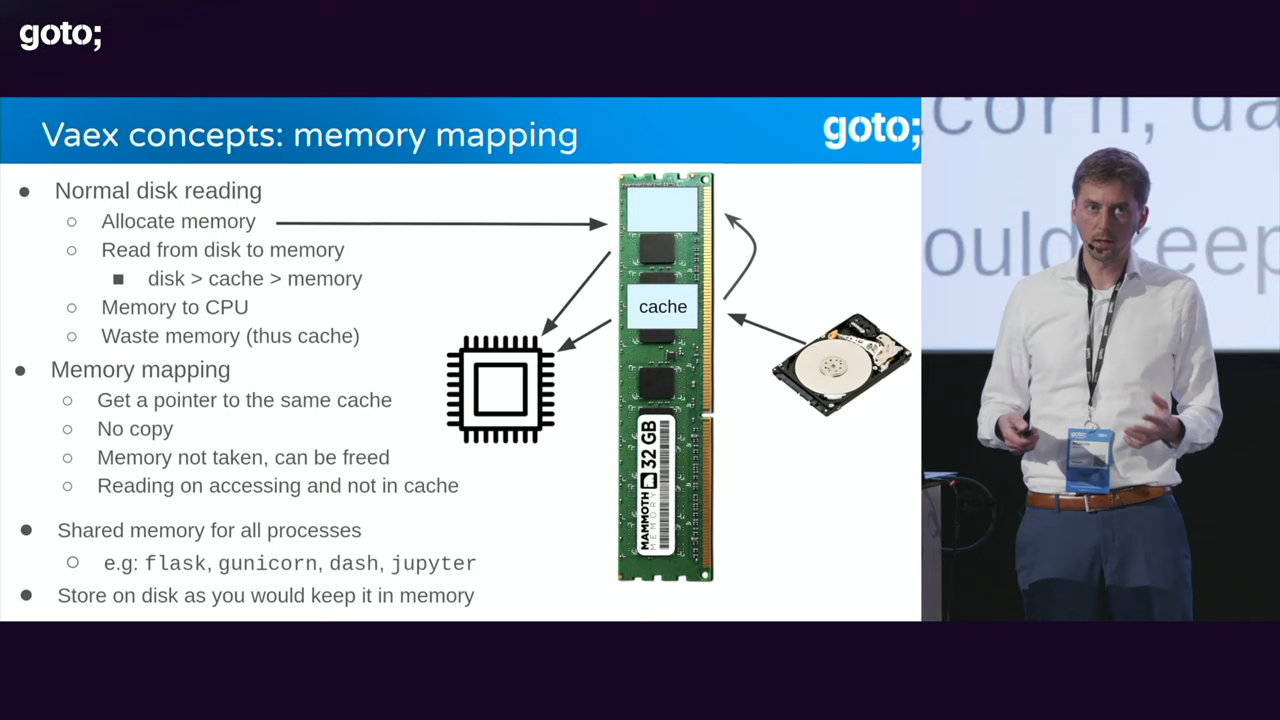 goto;
Vaex concepts: memory mapping
goto;
Normal disk reading
Allocate memory
Read from disk to memory
disk > cache > memory
Memory to CPU
Waste memory (thus cache)
Memory mapping
Get a pointer to the same cache
No copy
Memory not taken, can be freed
Reading on accessing and not in cache
Shared memory for all processes
e.g: flask, gunicorn, dash, jupyter
Store on disk as you would keep it in memory
cache
MAMMOTH
MEMORY
32 GB
corn, da
ould keep
goto;